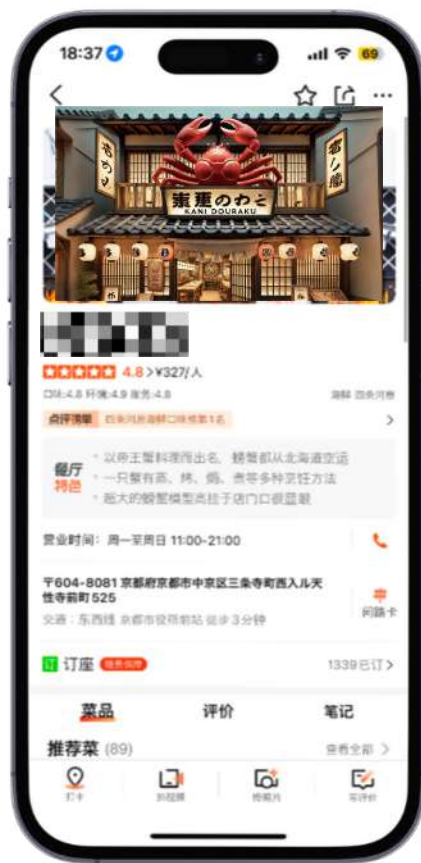 18:37
69
KANI DOURAKU
4.8 > ¥327/人
口味:4.8 环境:4.9 服务:4.8
海鲜 四条河原
点评榜单 四条河原海鲜口味榜第1名
餐厅特色
以帝王蟹料理而出名,螃蟹都从北海道空运
一只蟹有蒸、烤、焗、煮等多种烹饪方法
超大的螃蟹模型高挂于店门口很显眼
营业时间:周一至周日 11:00-21:00
〒604-8081 京都府京都市中京区三条寺町西入ル天
性寺前町 525
交通:东西线 京都市役所前站 徒步 3 分钟
问路卡
订 订座
1339已订 >
菜品 评价 笔记
推荐菜 (89)
查看全部 >
打卡 拍视频 传照片 写评价